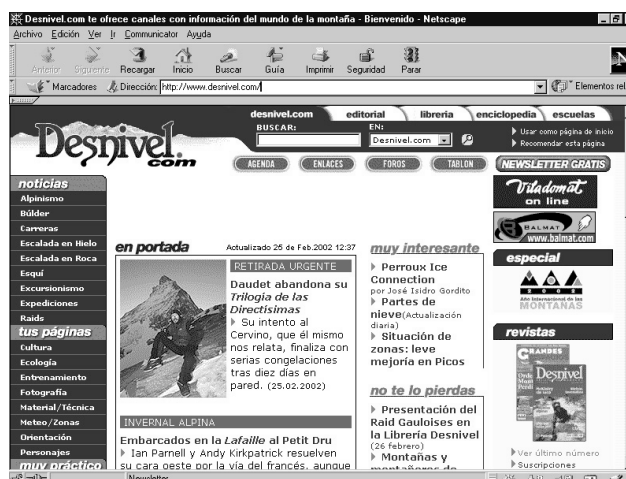 Desnivel.com te ofrece canales con información del mundo de la montaña - Bienvenido - Netscape
Archivo Edición Ver Ir Communicator Ayuda
Anterior Siguiente Recargar Inicio Buscar Guía Imprimir Seguridad Parar
Marcadores Dirección: http://www.desnivel.com/ Elementos rel
desnivel.com editorial libreria enciclopedia escuelas
BUSCAR: EN:
Desnivel.com
Usar como página de inicio
Recomendar esta página
Desnivel.com
AGENDA ENLACES FOROS TABLON NEWSLETTER GRATIS
noticias
Alpinismo
Búlder
Carreras
Escalada en Hielo
Escalada en Roca
Esquí
Excursionismo
Expediciones
Raids
tus páginas
Cultura
Ecología
Entrenamiento
Fotografía
Material/Técnica
Meteo/Zonas
Orientación
Personajes
muy práctico
en portada Actualizado 25 de Feb.2002 12:37
RETIRADA URGENTE
Daudet abandona su
Trilogía de las
Directísimas
Su intento al
Cervino, que él mismo
nos relata, finaliza con
serias congelaciones
tras diez días en
pared. (25.02.2002)
INVERNAL ALPINA
Embarcados en la Lafaille al Petit Dru
Ian Parnell y Andy Kirkpatrick resuelven
su cara oeste por la vía del francés, aunque
muy interesante
Perroux Ice
Connection
por José Isidro Gordito
Partes de
nieve(Actualización
diaria)
Situación de
zonas: leve
mejoría en Picos
no te lo pierdas
Presentación del
Raid Gauloises en
la Librería Desnivel
(26 febrero)
Montañas y
montañeros de
Vitadomat
on line
BALMAT
www.balmat.com
especial
2002
Año Internacional de las
MONTAÑAS
revistas
GRANDES
Desnivel
Ver último número
Suscripciones
Newsletter